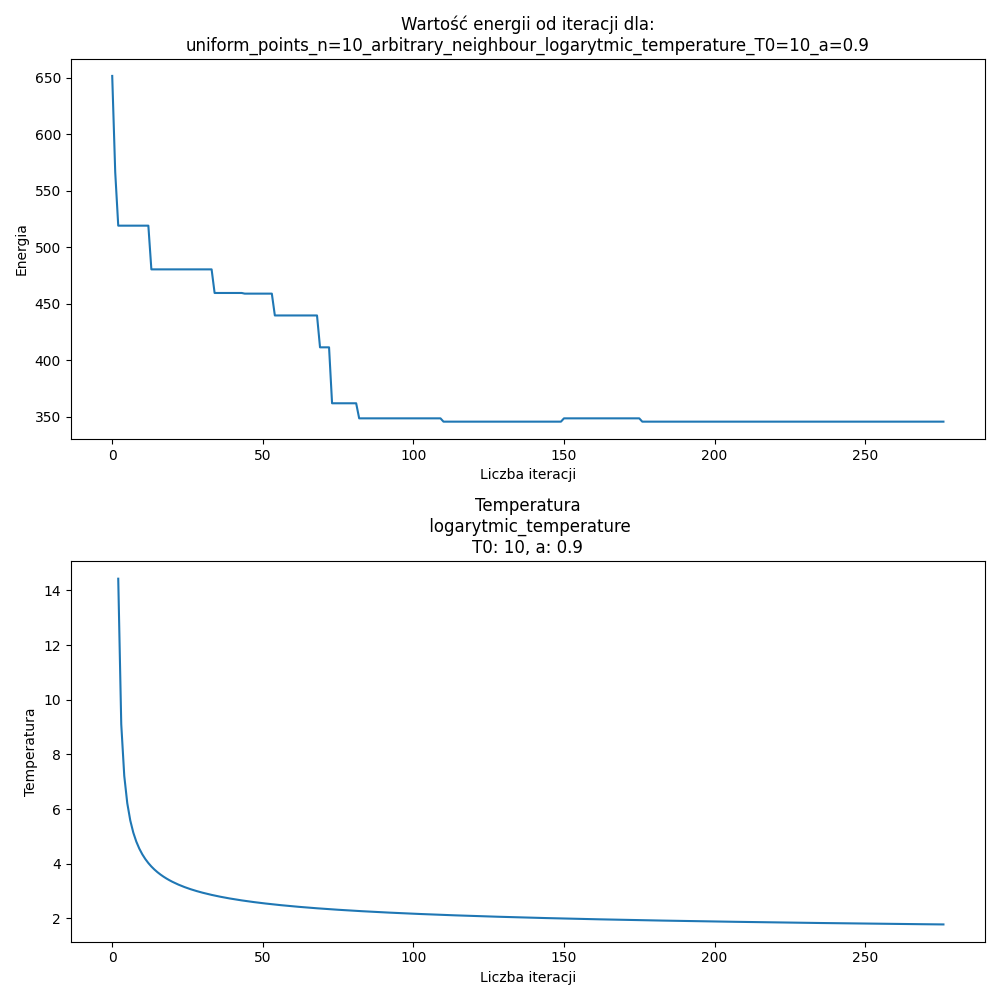 Wartość energii od iteracji dla:
uniform_points_n=10_arbitrary_neighbour_logarytmic_temperature_T0=10_a=0.9
650
600
550
500
450
400
350
Energia
0 50 100 150 200 250
Liczba iteracji
Temperatura
logarytmic_temperature
T0: 10, a: 0.9
14
12
10
8
6
4
2
Temperatura
0 50 100 150 200 250
Liczba iteracji